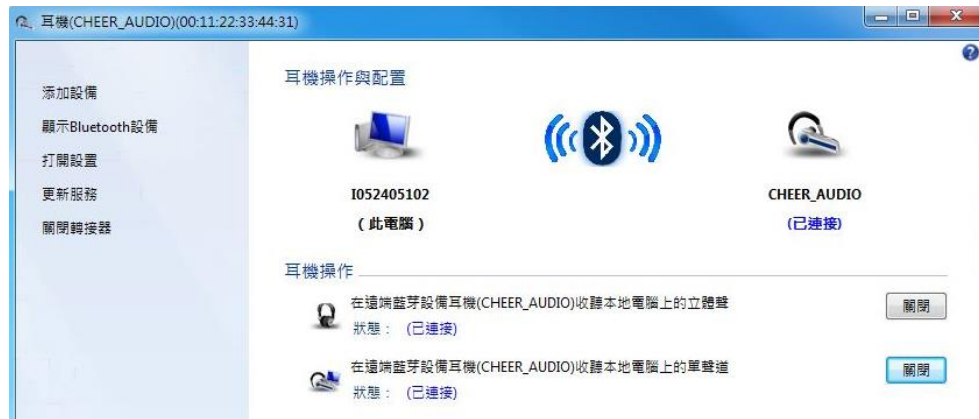 耳機(CHEER_AUDIO)(00:11:22:33:44:31)
添加設備
顯示Bluetooth設備
打開設置
更新服務
關閉轉接器
耳機操作與配置
I052405102
(此電腦)
CHEER_AUDIO
(已連接)
耳機操作
在遠端藍芽設備耳機(CHEER_AUDIO)收聽本地電腦上的立體聲
狀態： (已連接)
關閉
在遠端藍芽設備耳機(CHEER_AUDIO)收聽本地電腦上的單聲道
狀態： (已連接)
關閉